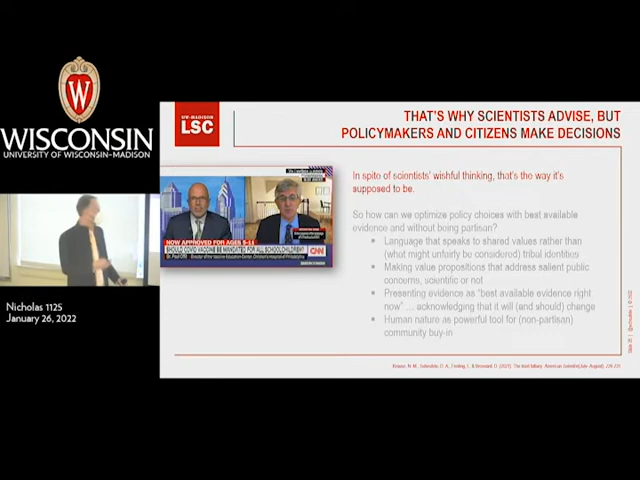 WISCONSIN
UNIVERSITY OF WISCONSIN–MADISON
Nicholas 1125
January 26, 2022
UW-MADISON
LSC
THAT'S WHY SCIENTISTS ADVISE, BUT
POLICYMAKERS AND CITIZENS MAKE DECISIONS
NOW APPROVED FOR AGES 5-11
SHOULD COVID VACCINE BE MANDATED FOR ALL SCHOOLCHILDREN?
CNN
In spite of scientists' wishful thinking, that's the way it's
supposed to be.
So how can we optimize policy choices with best available
evidence and without being partisan?
• Language that speaks to shared values rather than
(what might unfairly be considered) tribal identities
• Making value propositions that address salient public
concerns, scientific or not
• Presenting evidence as "best available evidence right
now" … acknowledging that it will (and should) change
• Human nature as powerful tool for (non-partisan)
community buy-in